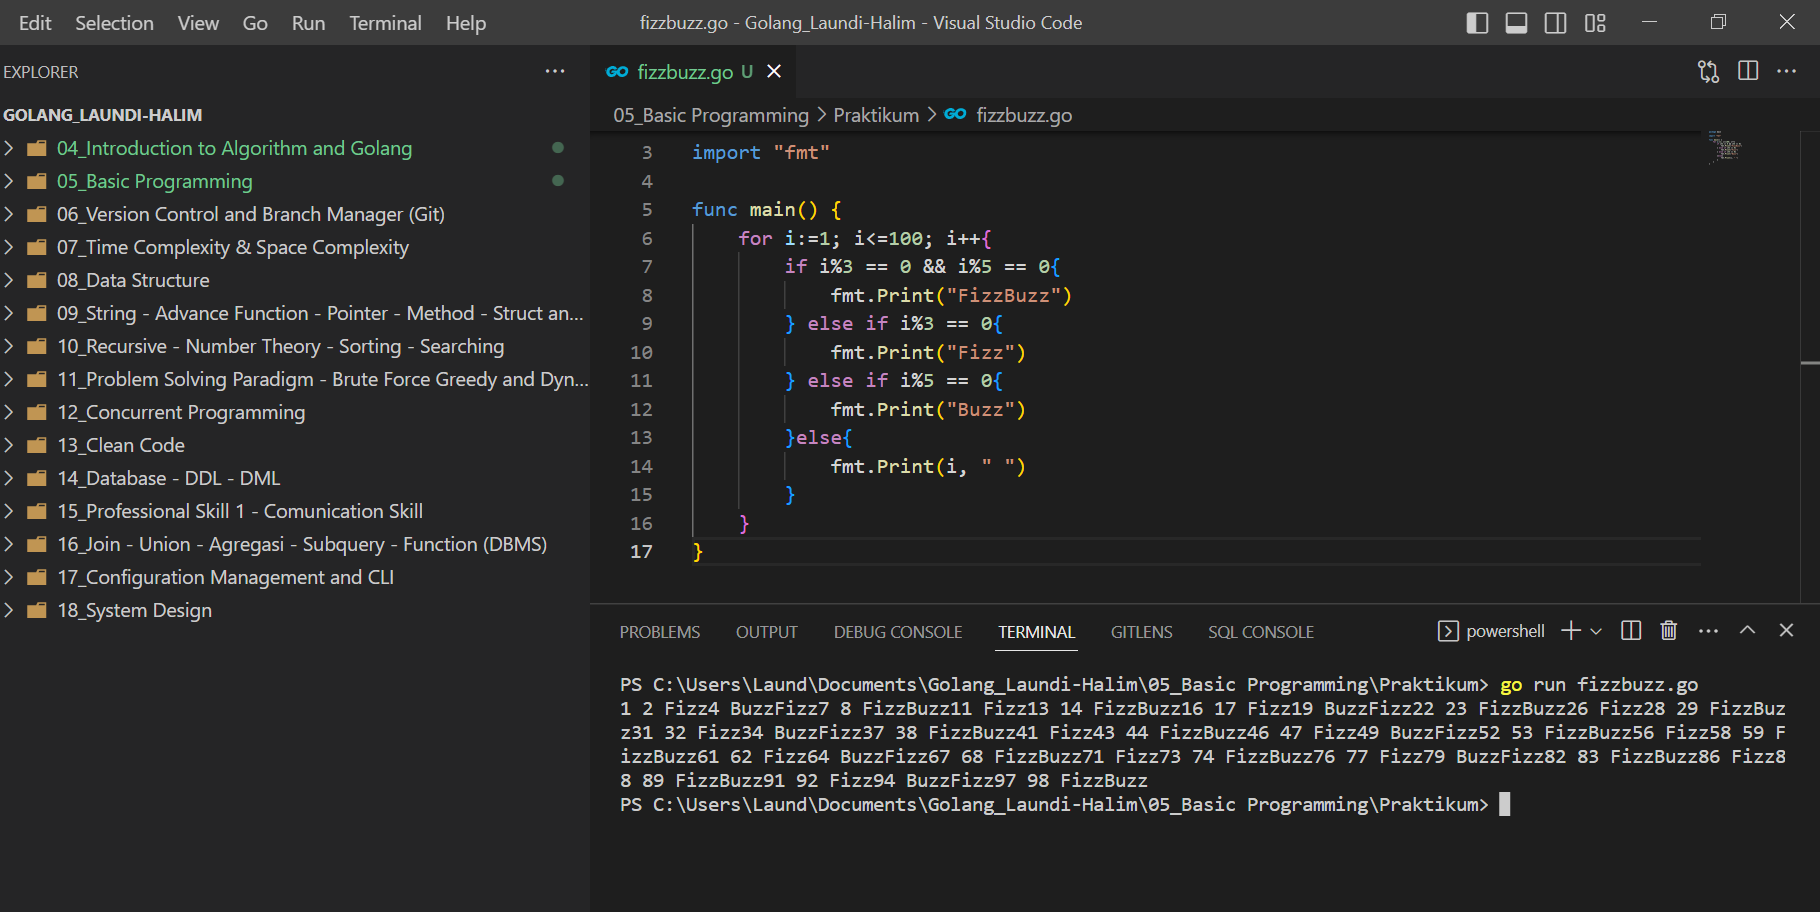 Edit Selection View Go Run Terminal Help fizzbuzz.go - Golang_Laundi-Halim - Visual Studio Code
EXPLORER
GOLANG_LAUNDI-HALIM
04_Introduction to Algorithm and Golang
05_Basic Programming
06_Version Control and Branch Manager (Git)
07_Time Complexity & Space Complexity
08_Data Structure
09_String - Advance Function - Pointer - Method - Struct an...
10_Recursive - Number Theory - Sorting - Searching
11_Problem Solving Paradigm - Brute Force Greedy and Dyn...
12_Concurrent Programming
13_Clean Code
14_Database - DDL - DML
15_Professional Skill 1 - Comunication Skill
16_Join - Union - Agregasi - Subquery - Function (DBMS)
17_Configuration Management and CLI
18_System Design
GO fizzbuzz.go U
05_Basic Programming > Praktikum > GO fizzbuzz.go
3 import "fmt"
4
5 func main() {
6 for i:=1; i<=100; i++{
7 if i%3 == 0 && i%5 == 0{
8 fmt.Print("FizzBuzz")
9 } else if i%3 == 0{
10 fmt.Print("Fizz")
11 } else if i%5 == 0{
12 fmt.Print("Buzz")
13 }else{
14 fmt.Print(i, " ")
15 }
16 }
17 }
PROBLEMS OUTPUT DEBUG CONSOLE TERMINAL GITLENS SQL CONSOLE powershell
PS C:\Users\Laund\Documents\Golang_Laundi-Halim\05_Basic Programming\Praktikum> go run fizzbuzz.go
1 2 Fizz4 BuzzFizz7 8 FizzBuzz11 Fizz13 14 FizzBuzz16 17 Fizz19 BuzzFizz22 23 FizzBuzz26 Fizz28 29 FizzBuz
z31 32 Fizz34 BuzzFizz37 38 FizzBuzz41 Fizz43 44 FizzBuzz46 47 Fizz49 BuzzFizz52 53 FizzBuzz56 Fizz58 59 F
izzBuzz61 62 Fizz64 BuzzFizz67 68 FizzBuzz71 Fizz73 74 FizzBuzz76 77 Fizz79 BuzzFizz82 83 FizzBuzz86 Fizz8
8 89 FizzBuzz91 92 Fizz94 BuzzFizz97 98 FizzBuzz
PS C:\Users\Laund\Documents\Golang_Laundi-Halim\05_Basic Programming\Praktikum>